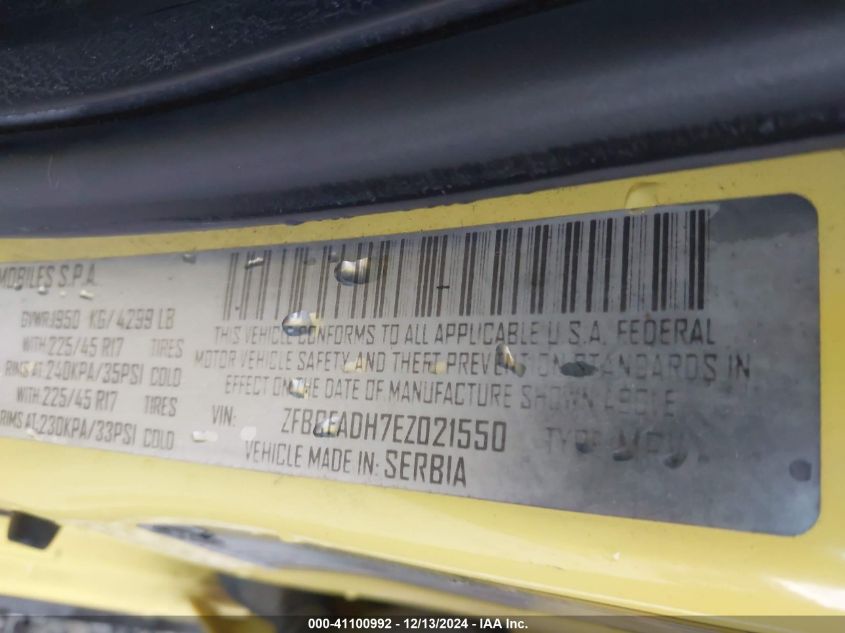 MOBILES S.P.A.
GVWR:1950 KG/4299 LB
WITH:225/45 R17 TIRES
RIMS AT:240KPA/35PSI COLD
WITH:225/45 R17 TIRES
RIMS AT:230KPA/33PSI COLD
THIS VEHICLE CONFORMS TO ALL APPLICABLE U.S.A. FEDERAL
MOTOR VEHICLE SAFETY AND THEFT PREVENTION STANDARDS IN
EFFECT ON THE DATE OF MANUFACTURE SHOWN ABOVE
VIN: ZFBCFADH7EZ021550 TYPE: MPV
VEHICLE MADE IN: SERBIA
000-41100992 - 12/13/2024 - IAA Inc.